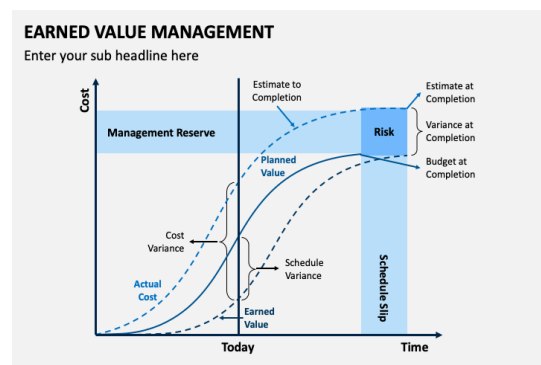 EARNED VALUE MANAGEMENT
Enter your sub headline here
Cost
Estimate to
Completion
Estimate at
Completion
Management Reserve
Risk
Variance at
Completion
Planned
Value
Budget at
Completion
Cost
Variance
Schedule
Variance
Schedule Slip
Actual
Cost
Earned
Value
Today
Time